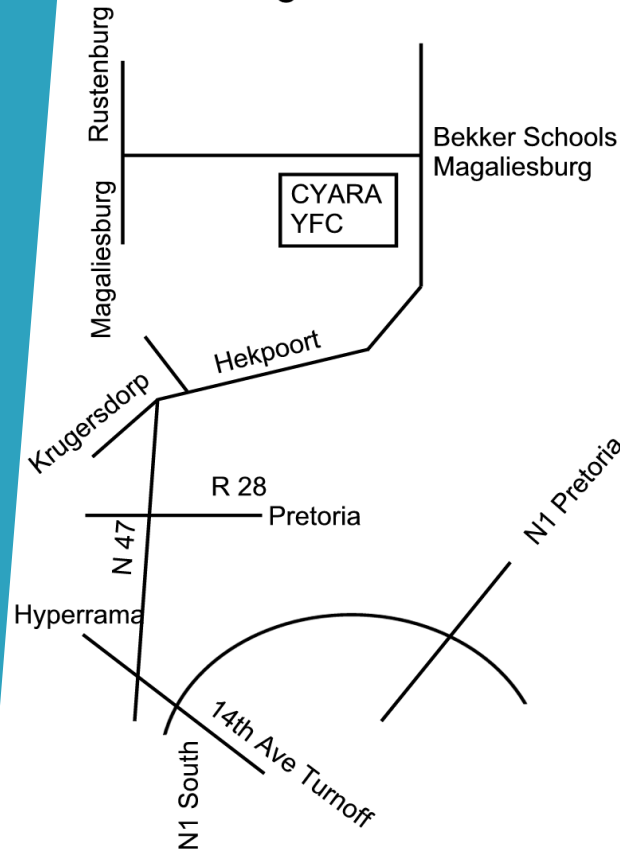 Rustenburg
Bekker Schools
Magaliesburg
CYARA
YFC
Magaliesburg
Hekpoort
Krugersdorp
R 28
Pretoria
N 47
N1 Pretoria
Hyperrama
14th Ave Turnoff
N1 South